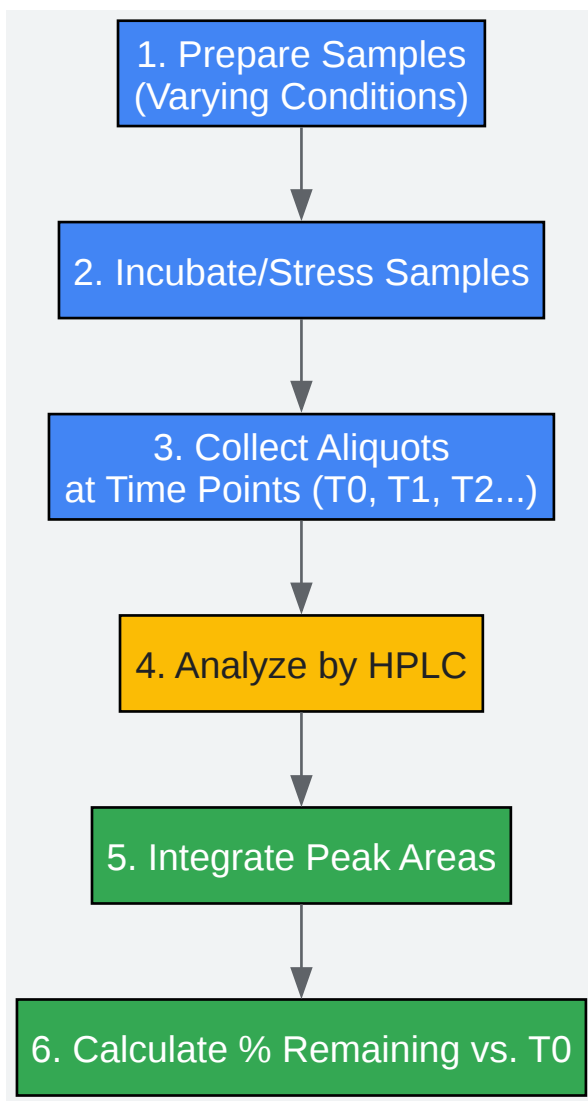 1. Prepare Samples
(Varying Conditions)
2. Incubate/Stress Samples
3. Collect Aliquots
at Time Points (T0, T1, T2...)
4. Analyze by HPLC
5. Integrate Peak Areas
6. Calculate % Remaining vs. T0